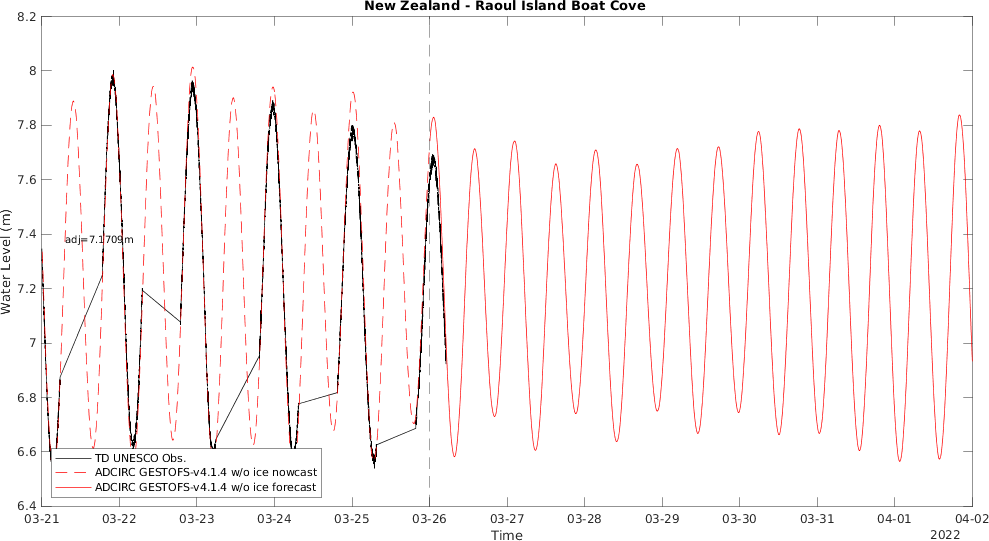 New Zealand - Raoul Island Boat Cove
8.2
8
7.8
7.6
7.4
7.2
7
6.8
6.6
6.4
Water Level (m)
adj=7.1709m
TD UNESCO Obs.
ADCIRC GESTOFS-v4.1.4 w/o ice nowcast
ADCIRC GESTOFS-v4.1.4 w/o ice forecast
03-21 03-22 03-23 03-24 03-25 03-26 03-27 03-28 03-29 03-30 03-31 04-01 04-02
Time
2022